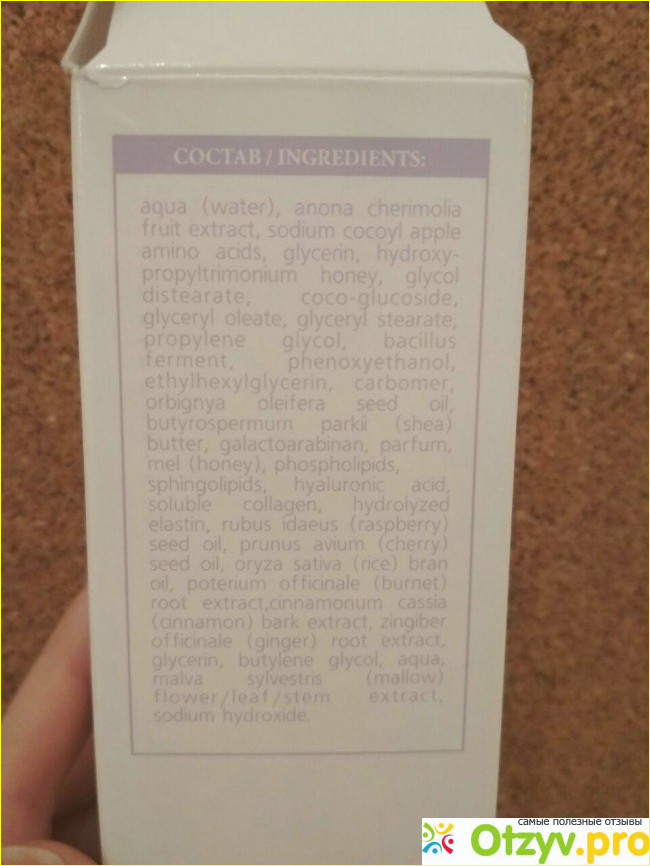 СОСТАВ / INGREDIENTS:
aqua (water), anona cherimolia
fruit extract, sodium cocoyl apple
amino acids, glycerin, hydroxy-
propyltrimonium honey, glycol
distearate, coco-glucoside,
glyceryl oleate, glyceryl stearate,
propylene glycol, bacillus
ferment, phenoxyethanol,
ethylhexylglycerin, carbomer,
orbignya oleifera seed oil,
butyrospermum parkii (shea)
butter, galactoarabinan, parfum,
mel (honey), phospholipids,
sphingolipids, hyaluronic acid,
soluble collagen, hydrolyzed
elastin, rubus idaeus (raspberry)
seed oil, prunus avium (cherry)
seed oil, oryza sativa (rice) bran
oil, poterium officinale (burnet)
root extract,cinnamonum cassia
(cinnamon) bark extract, zingiber
officinale (ginger) root extract,
glycerin, butylene glycol, aqua,
malva sylvestris (mallow)
flower/leaf/stem extract,
sodium hydroxide.
самые полезные отзывы
Otzyv.pro